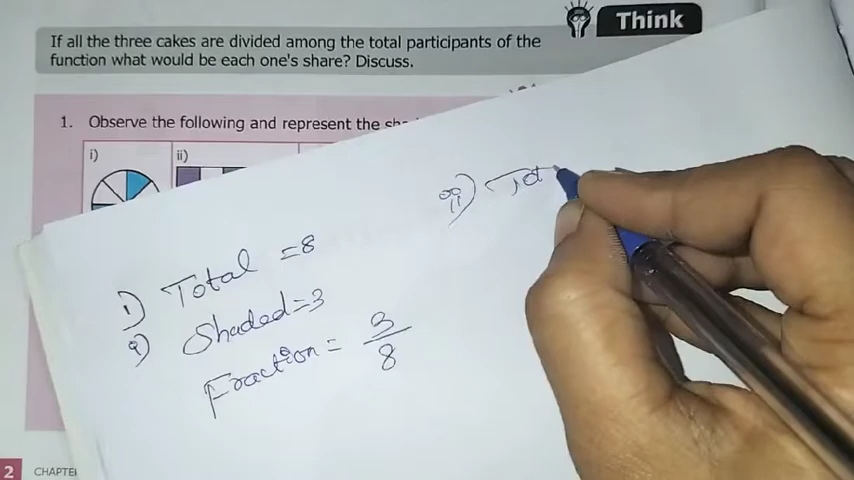 Think
If all the three cakes are divided among the total participants of the
function what would be each one's share? Discuss.
1. Observe the following and represent the
i)
ii)
i) Total = 8
Shaded = 3
Fraction = 3/8
ii) Tot
2 CHAPTE